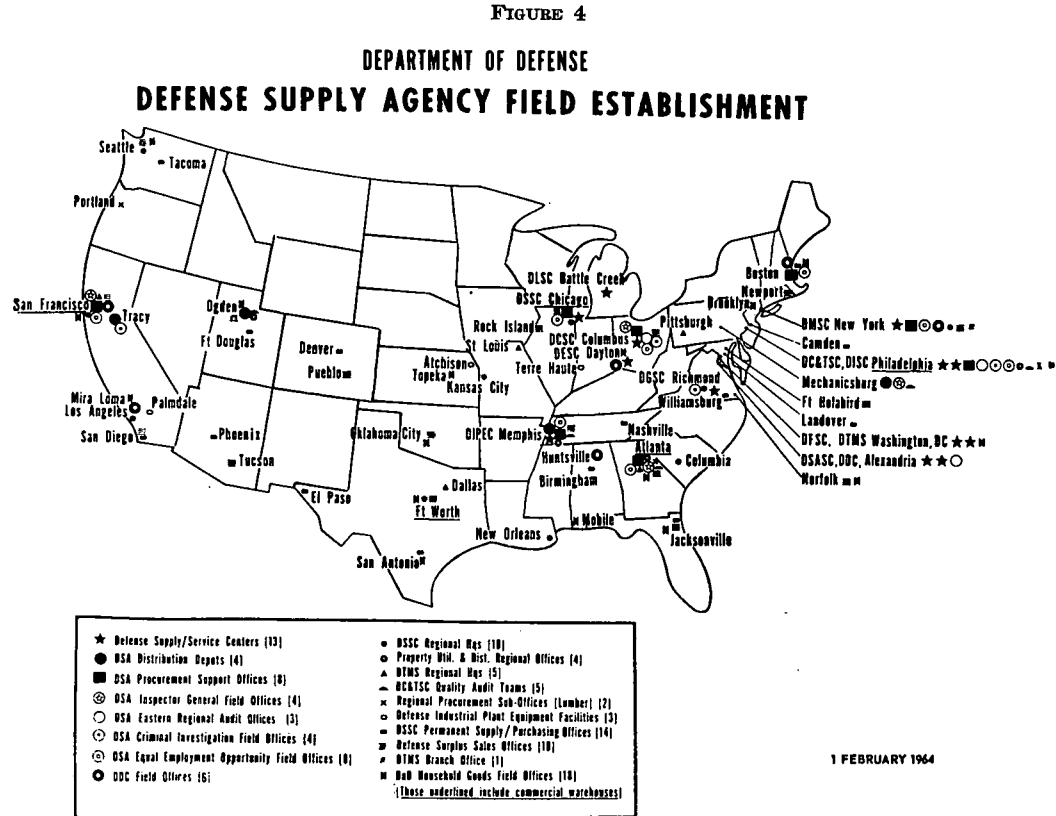 FIGURE 4
DEPARTMENT OF DEFENSE
DEFENSE SUPPLY AGENCY FIELD ESTABLISHMENT
Seattle
Tacoma
Portland
San Francisco
Tracy
Ogden
Ft Douglas
Denver
Pueblo
Mira Loma
Los Angeles
Palmdale
San Diego
Phoenix
Tucson
El Paso
San Antonio
Dallas
Ft Worth
Oklahoma City
Atchison
Topeka
Kansas City
St Louis
Rock Island
Terre Haute
DSSC Chicago
DLSC Battle Creek
DCSC Columbus
DESC Dayton
Pittsburgh
DGSC Richmond
Williamsburg
DIPEC Memphis
Nashville
Huntsville
Birmingham
Atlanta
Columbia
Mobile
New Orleans
Jacksonville
Boston
Newport
Brooklyn
DMSC New York
Camden
DC&TSC, DISC Philadelphia
Mechanicsburg
Ft Holabird
Landover
DFSC, DTMS Washington, DC
DSASC, DDC, Alexandria
Norfolk
Defense Supply/Service Centers (13)
DSA Distribution Depots (4)
DSA Procurement Support Offices (8)
DSA Inspector General Field Offices (4)
DSA Eastern Regional Audit Offices (3)
DSA Criminal Investigation Field Offices (4)
DSA Equal Employment Opportunity Field Offices (8)
DDC Field Offices (6)
DSSC Regional Hqs (10)
Property Util. & Dist. Regional Offices (4)
DTMS Regional Hqs (5)
DC&TSC Quality Audit Teams (5)
Regional Procurement Sub-Offices (Lumber) (2)
Defense Industrial Plant Equipment Facilities (3)
DSSC Permanent Supply/Purchasing Offices (14)
Defense Surplus Sales Offices (18)
DTMS Branch Office (1)
DoD Household Goods Field Offices (18)
(Those underlined include commercial warehouses)
1 FEBRUARY 1964